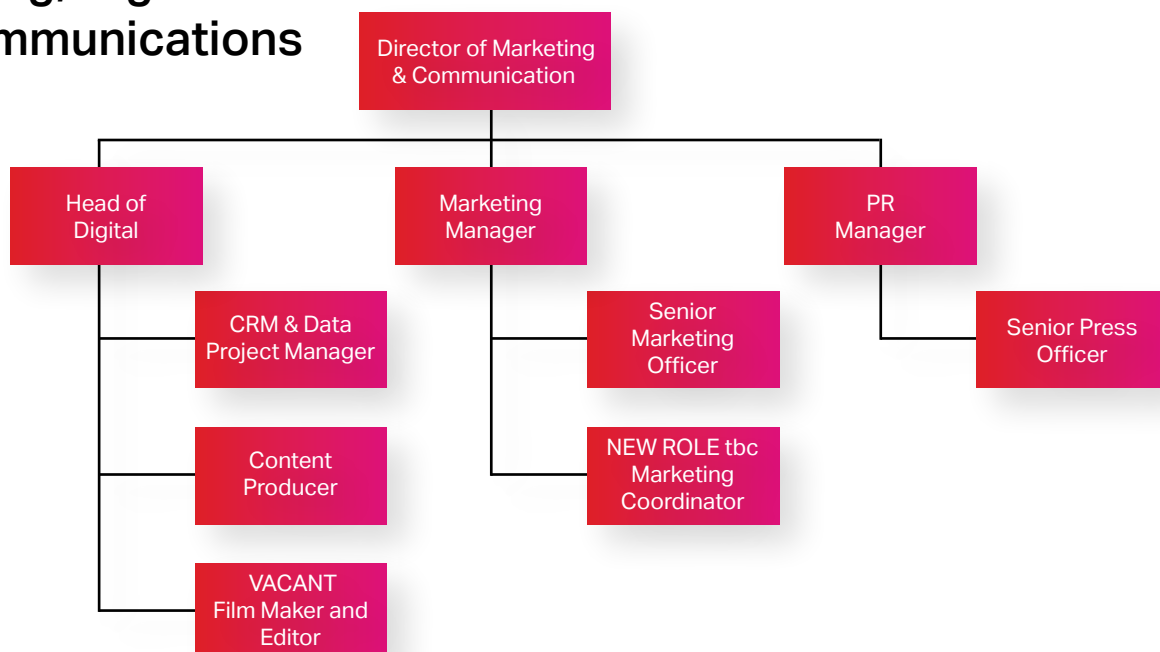 mmunications
Director of Marketing
& Communication
Head of
Digital
Marketing
Manager
PR
Manager
CRM & Data
Project Manager
Senior
Marketing
Officer
Senior Press
Officer
Content
Producer
NEW ROLE tbc
Marketing
Coordinator
VACANT
Film Maker and
Editor